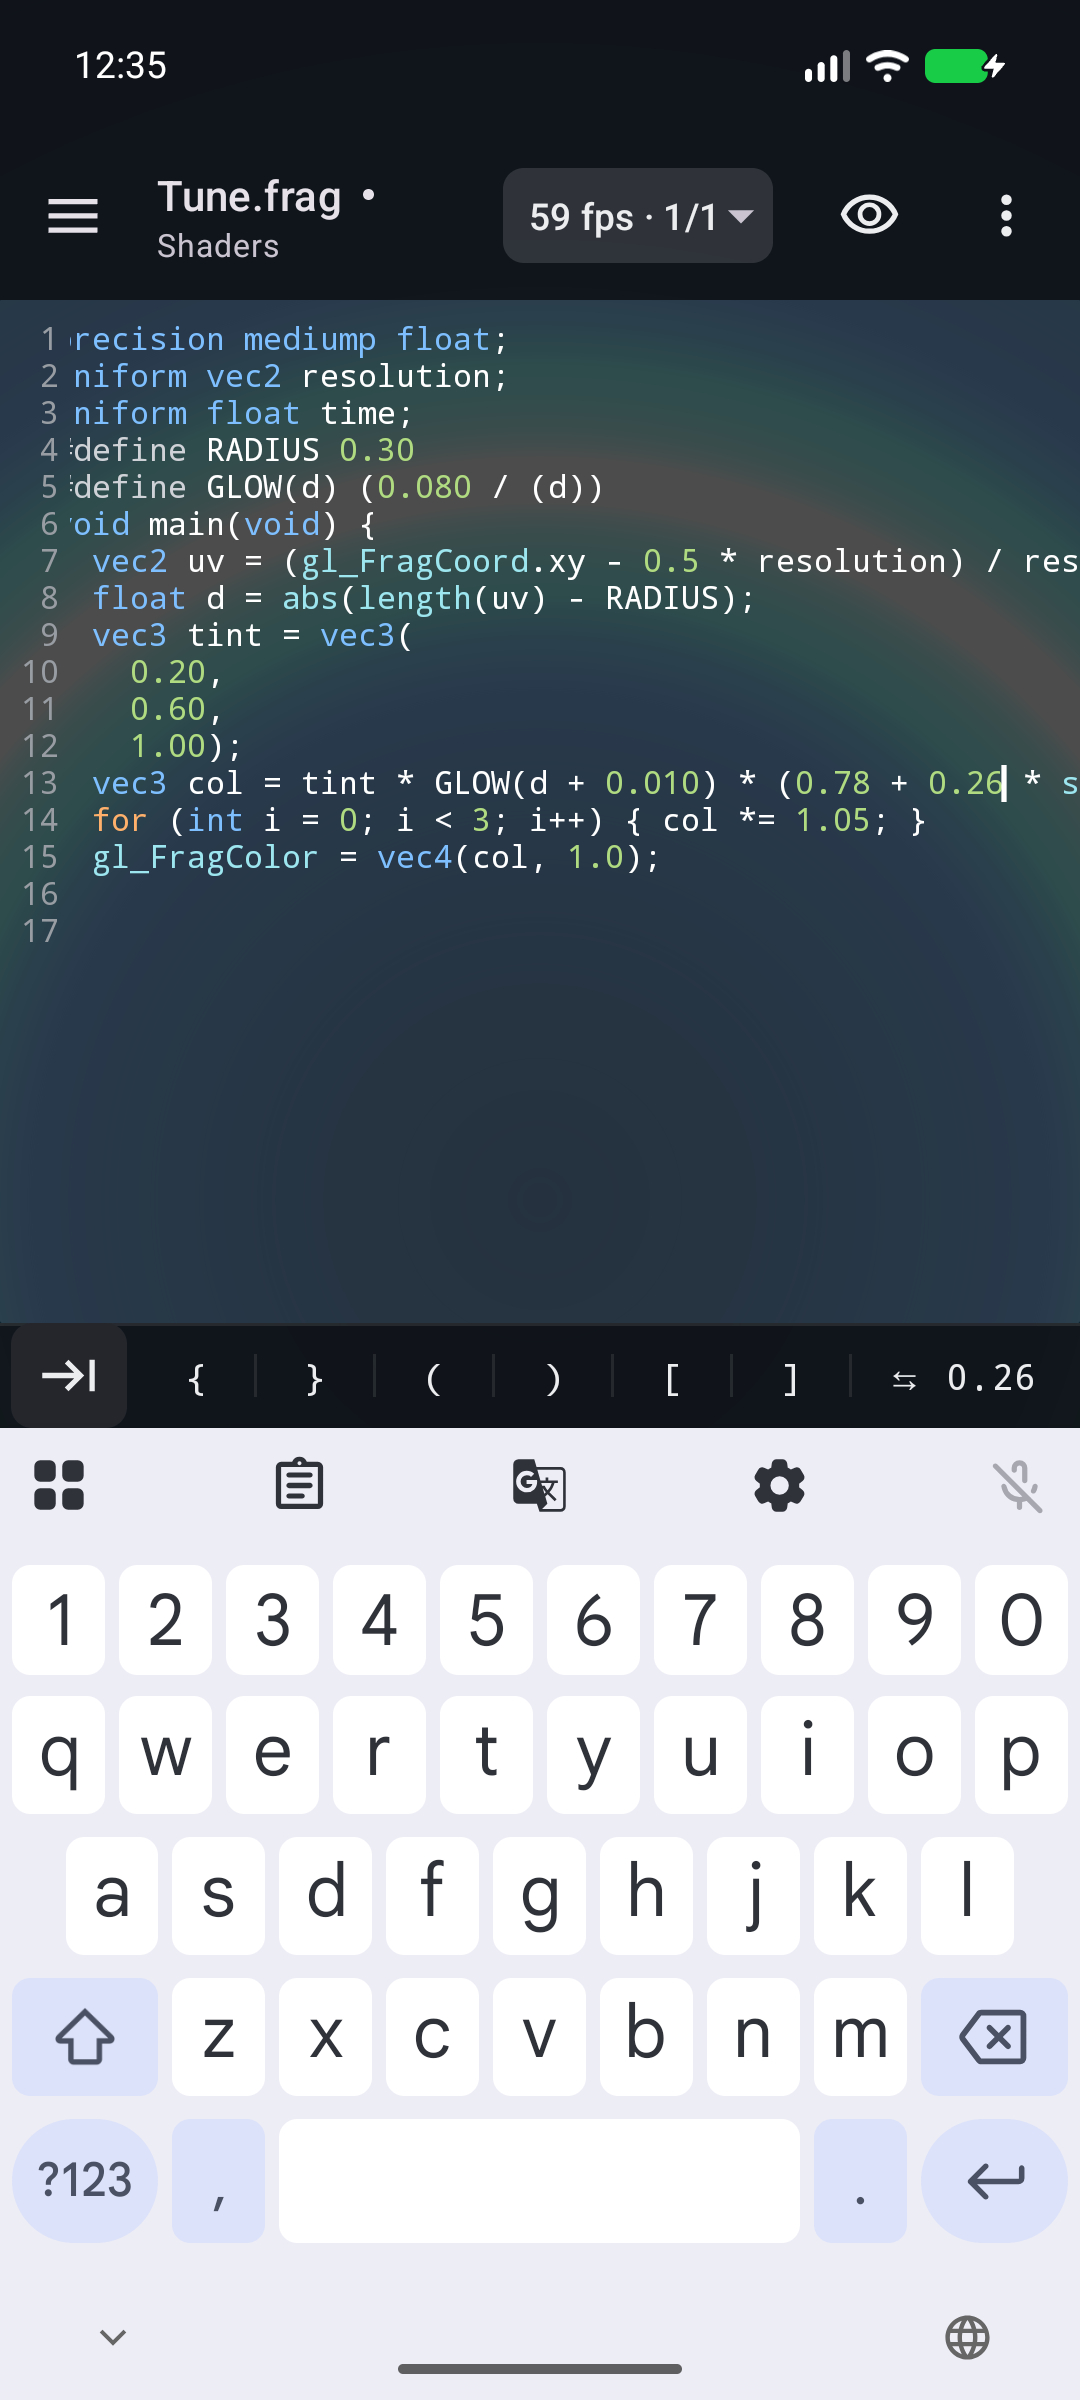 12:35
Tune.frag •
Shaders
59 fps · 1/1
1 recision mediump float;
2 niform vec2 resolution;
3 niform float time;
4 define RADIUS 0.30
5 define GLOW(d) (0.080 / (d))
6 void main(void) {
7 vec2 uv = (gl_FragCoord.xy - 0.5 * resolution) / res
8 float d = abs(length(uv) - RADIUS);
9 vec3 tint = vec3(
10 0.20,
11 0.60,
12 1.00);
13 vec3 col = tint * GLOW(d + 0.010) * (0.78 + 0.26 * s
14 for (int i = 0; i < 3; i++) { col *= 1.05; }
15 gl_FragColor = vec4(col, 1.0);
16
17
{ } ( ) [ ] ⇆ 0.26
1 2 3 4 5 6 7 8 9 0
q w e r t y u i o p
a s d f g h j k l
z x c v b n m
?123 , .